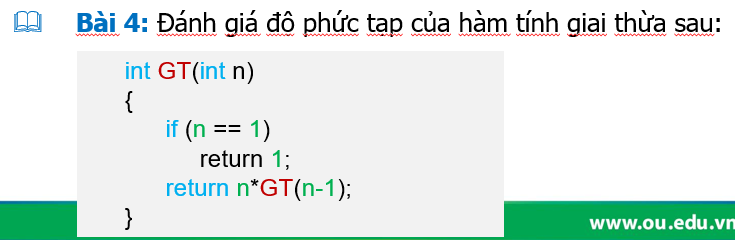 Bài 4: Đánh giá đô phức tạp của hàm tính giai thừa sau:
int GT(int n)
{
if (n == 1)
return 1;
return n*GT(n-1);
}
www.ou.edu.vn